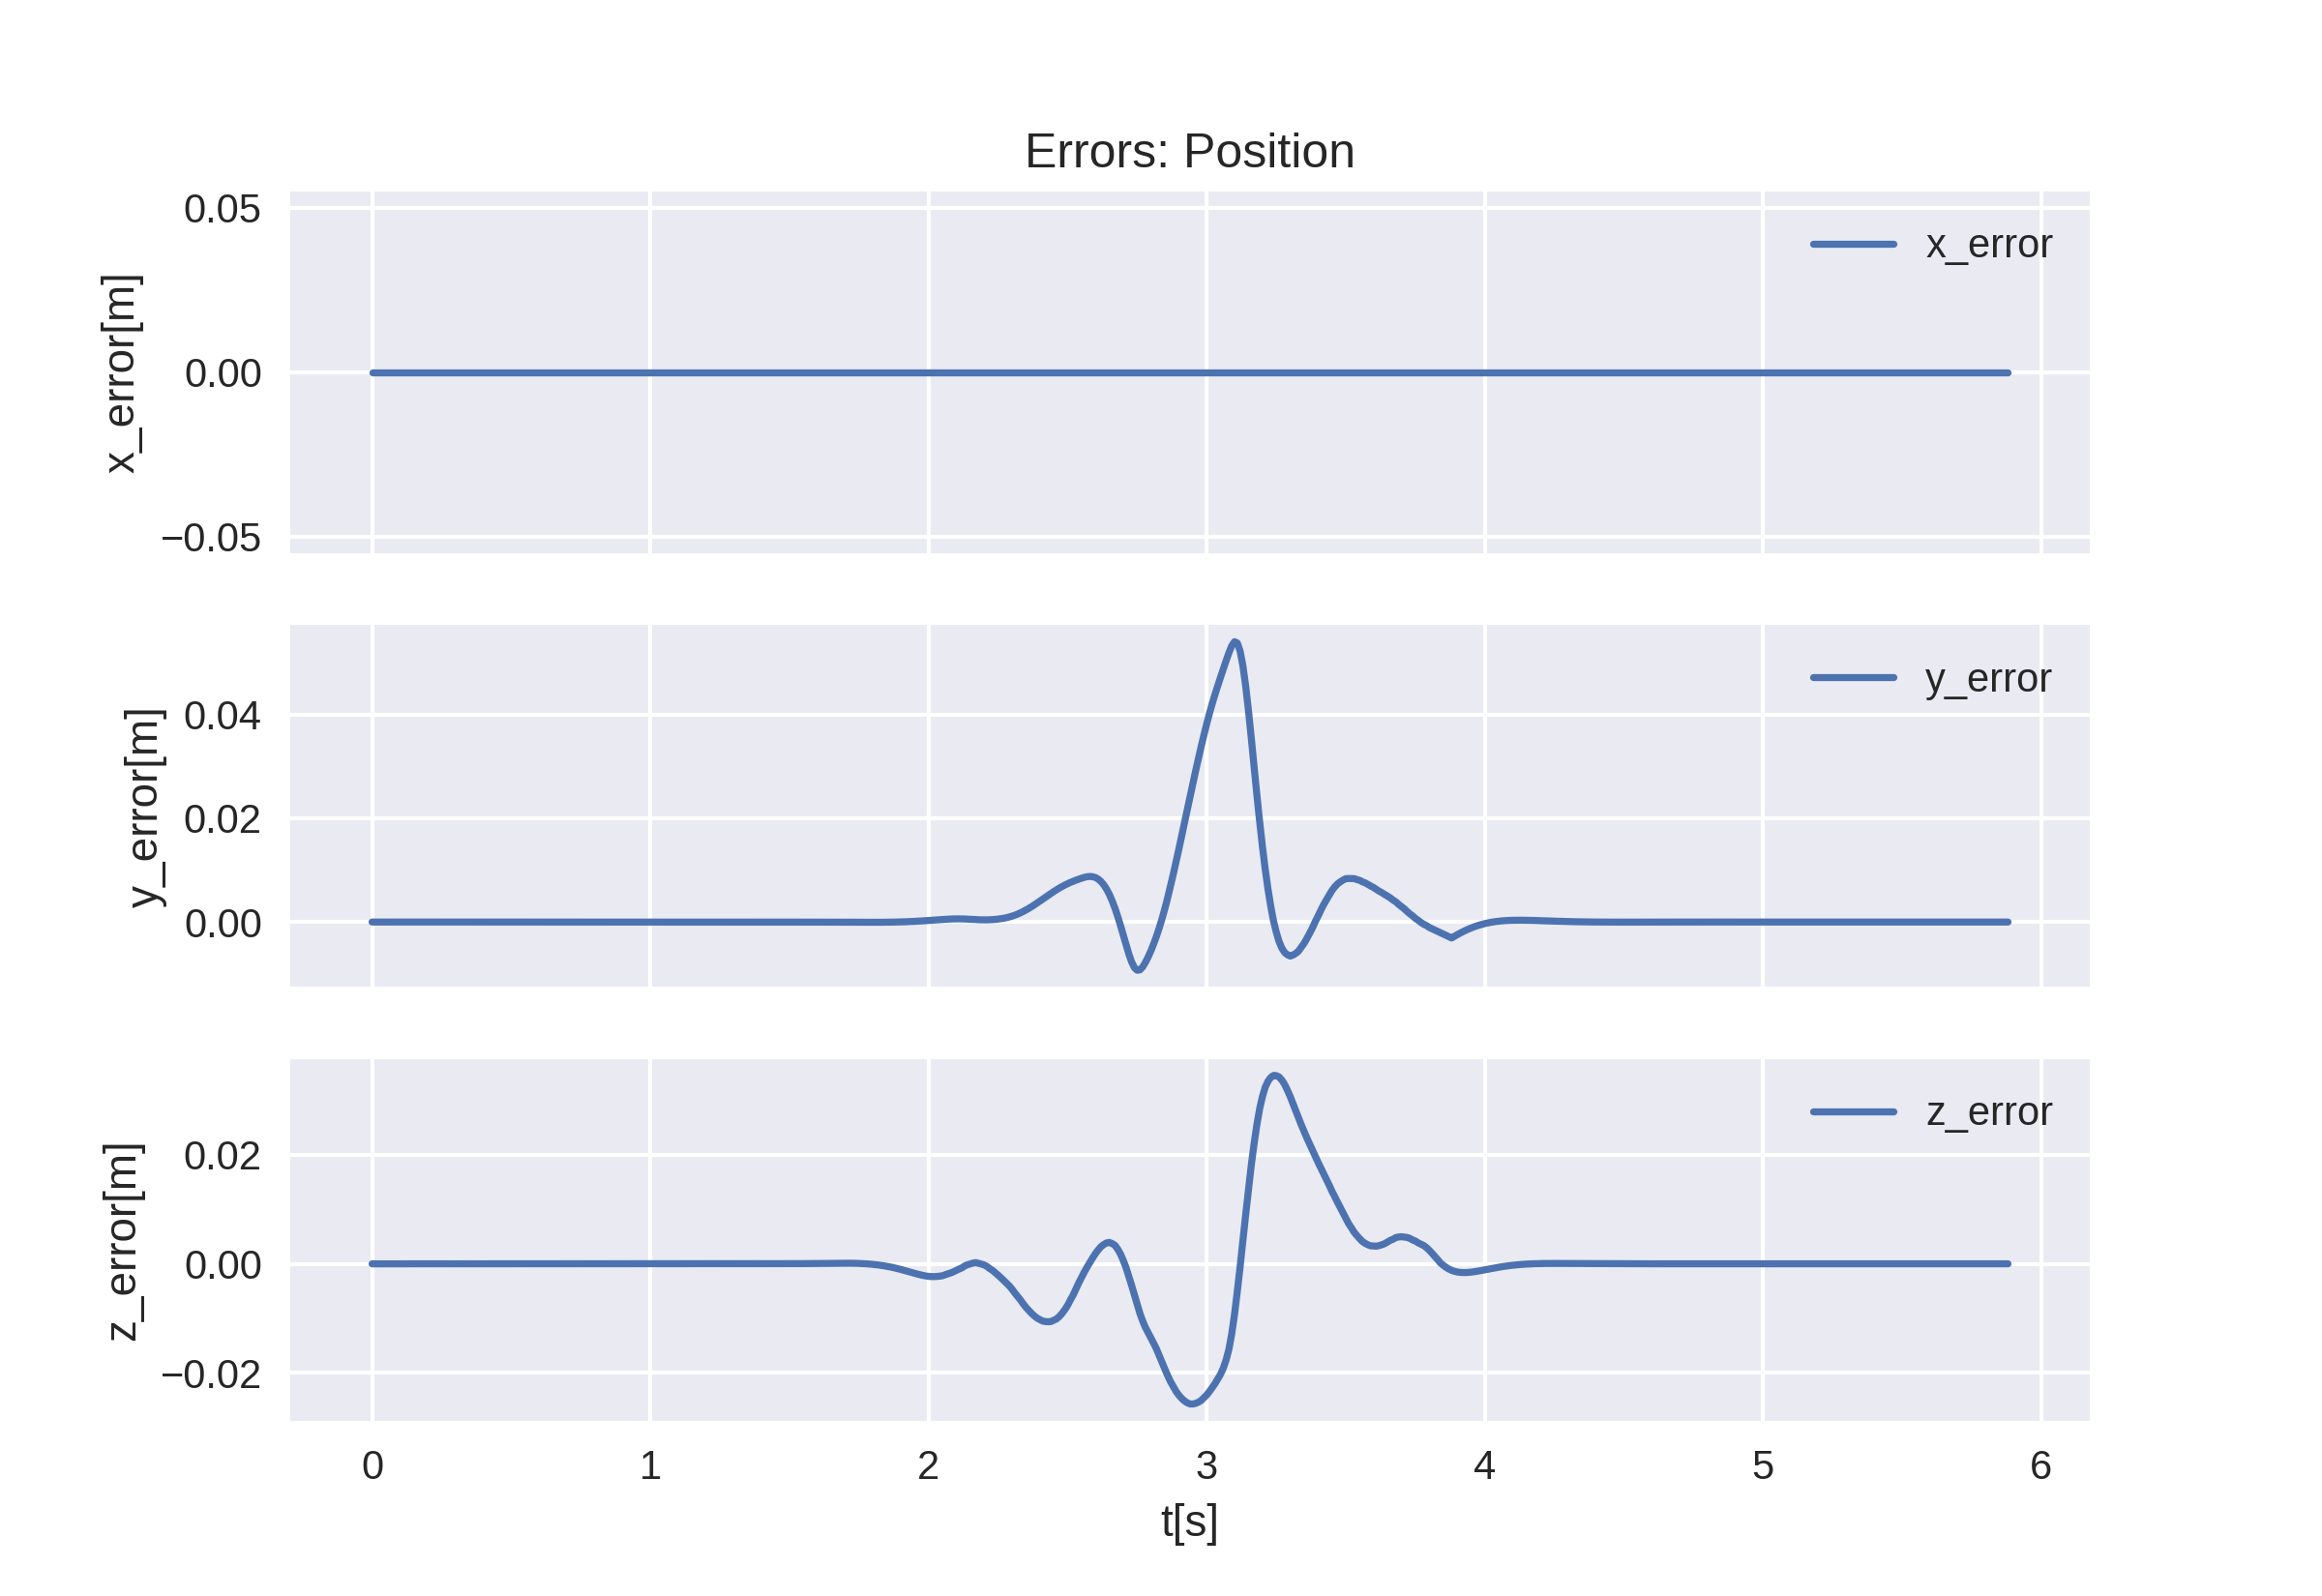 Errors: Position
0.05
0.00
−0.05
x_error[m]
x_error
0.04
0.02
0.00
y_error[m]
y_error
0.02
0.00
−0.02
z_error[m]
z_error
0 1 2 3 4 5 6
t[s]